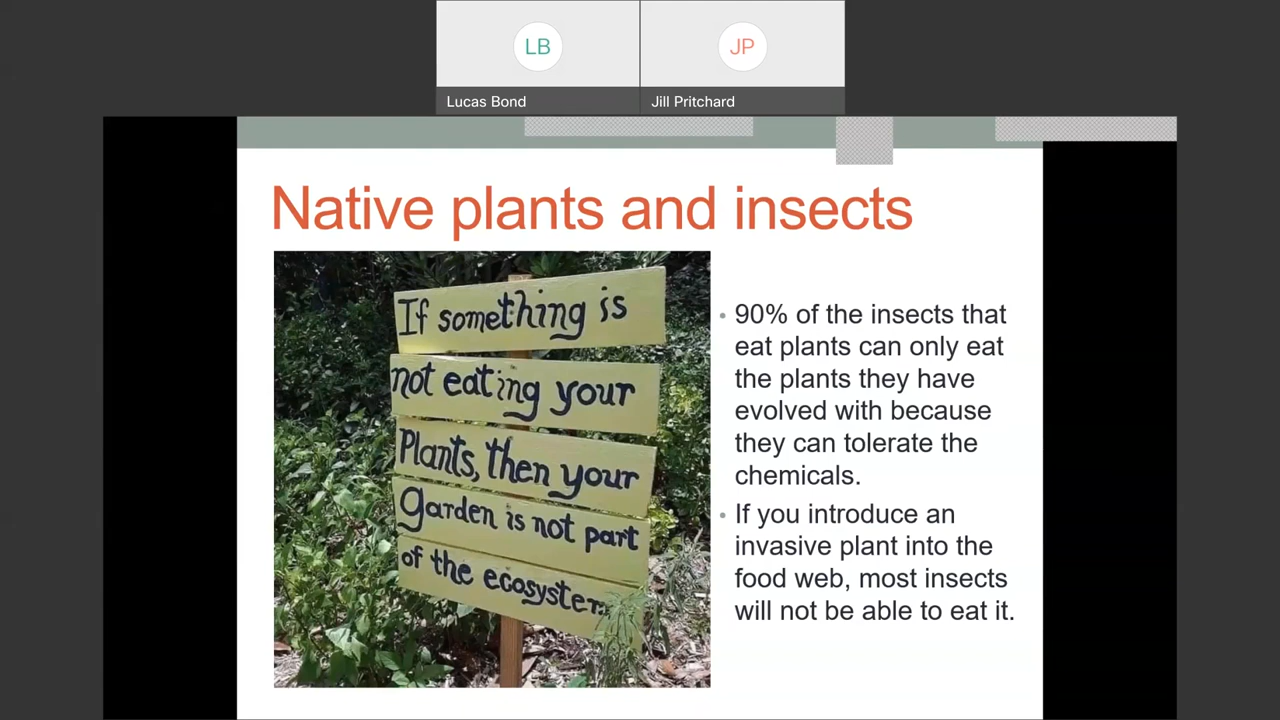 LB
JP
Lucas Bond
Jill Pritchard
Native plants and insects
If something is
not eating your
Plants, then your
Garden is not part
of the ecosystem
• 90% of the insects that
eat plants can only eat
the plants they have
evolved with because
they can tolerate the
chemicals.
• If you introduce an
invasive plant into the
food web, most insects
will not be able to eat it.